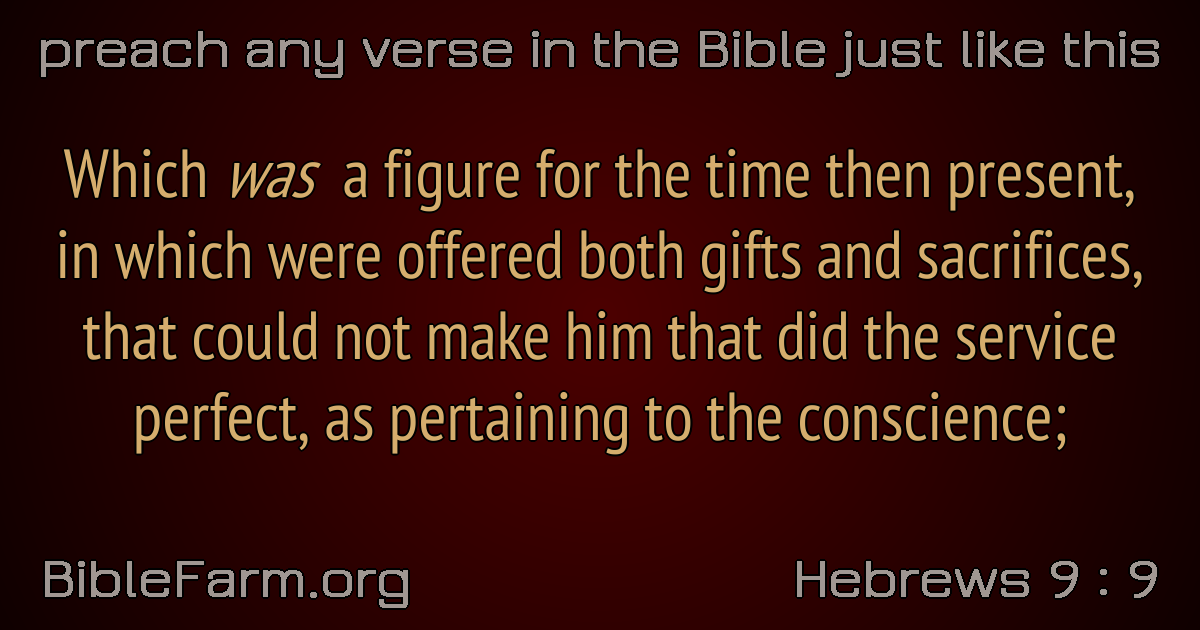 preach any verse in the Bible just like this
Which was a figure for the time then present,
in which were offered both gifts and sacrifices,
that could not make him that did the service
perfect, as pertaining to the conscience;
BibleFarm.org
Hebrews 9 : 9